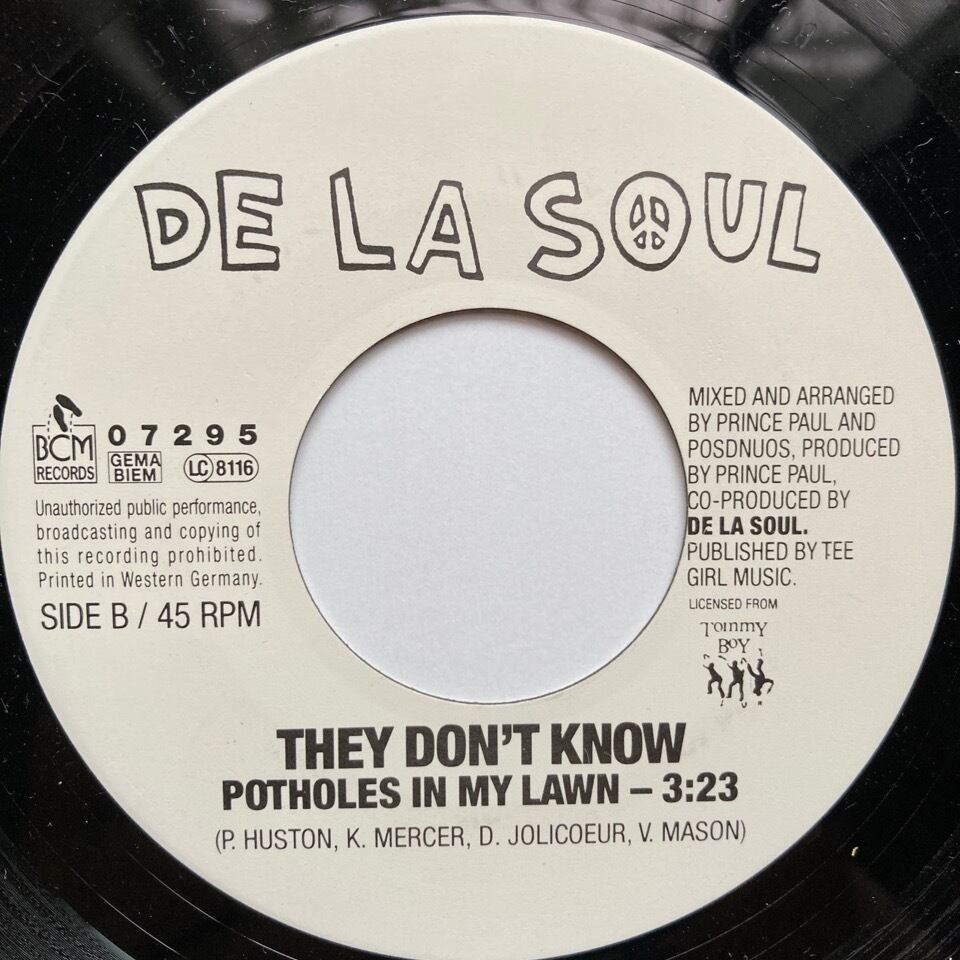 DE LA SOUL
BCM
RECORDS
07295
GEMA
BIEM
LC 8116
Unauthorized public performance,
broadcasting and copying of
this recording prohibited.
Printed in Western Germany.
SIDE B / 45 RPM
MIXED AND ARRANGED
BY PRINCE PAUL AND
POSDNUOS, PRODUCED
BY PRINCE PAUL,
CO-PRODUCED BY
DE LA SOUL.
PUBLISHED BY TEE
GIRL MUSIC.
LICENSED FROM
Tommy
BOY
THEY DON'T KNOW
POTHOLES IN MY LAWN – 3:23
(P. HUSTON, K. MERCER, D. JOLICOEUR, V. MASON)